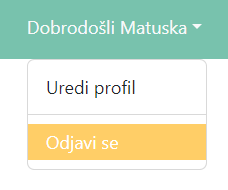 Dobrodošli Matuska
Uredi profil
Odjavi se